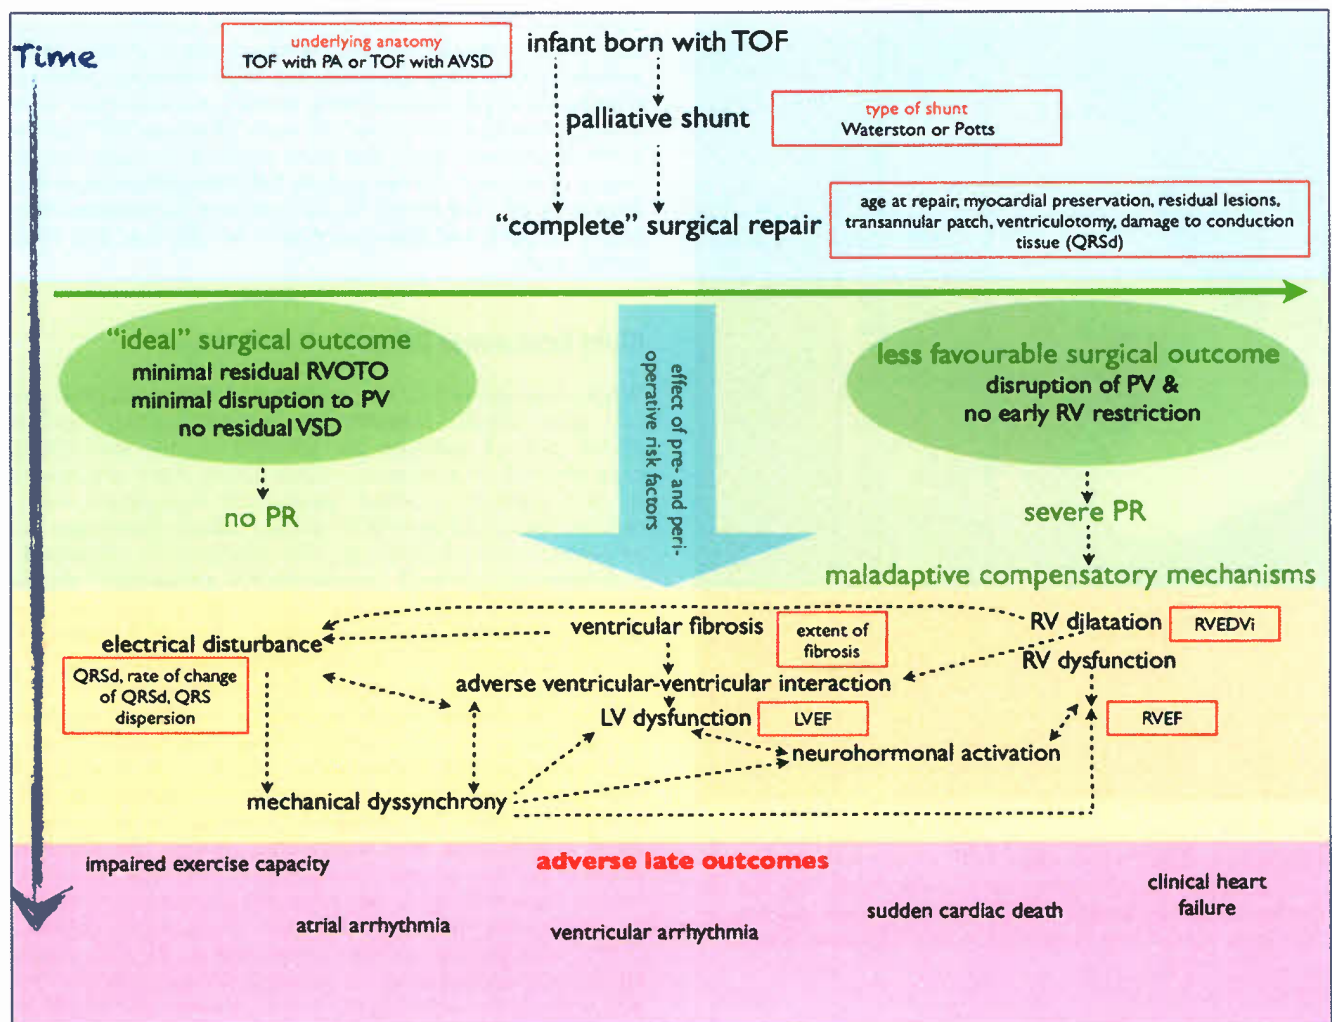 Time
underlying anatomy
TOF with PA or TOF with AVSD
infant born with TOF
palliative shunt
type of shunt
Waterston or Potts
"complete" surgical repair
age at repair, myocardial preservation, residual lesions,
transannular patch, ventriculotomy, damage to conduction
tissue (QRSd)
"ideal" surgical outcome
minimal residual RVOTO
minimal disruption to PV
no residual VSD
effect of pre- and peri-
operative risk factors
less favourable surgical outcome
disruption of PV &
no early RV restriction
no PR
severe PR
maladaptive compensatory mechanisms
electrical disturbance
QRSd, rate of change
of QRSd, QRS
dispersion
ventricular fibrosis
extent of
fibrosis
RV dilatation
RVEDVi
RV dysfunction
adverse ventricular-ventricular interaction
LV dysfunction
LVEF
RVEF
neurohormonal activation
mechanical dyssynchrony
adverse late outcomes
impaired exercise capacity
atrial arrhythmia
ventricular arrhythmia
sudden cardiac death
clinical heart
failure